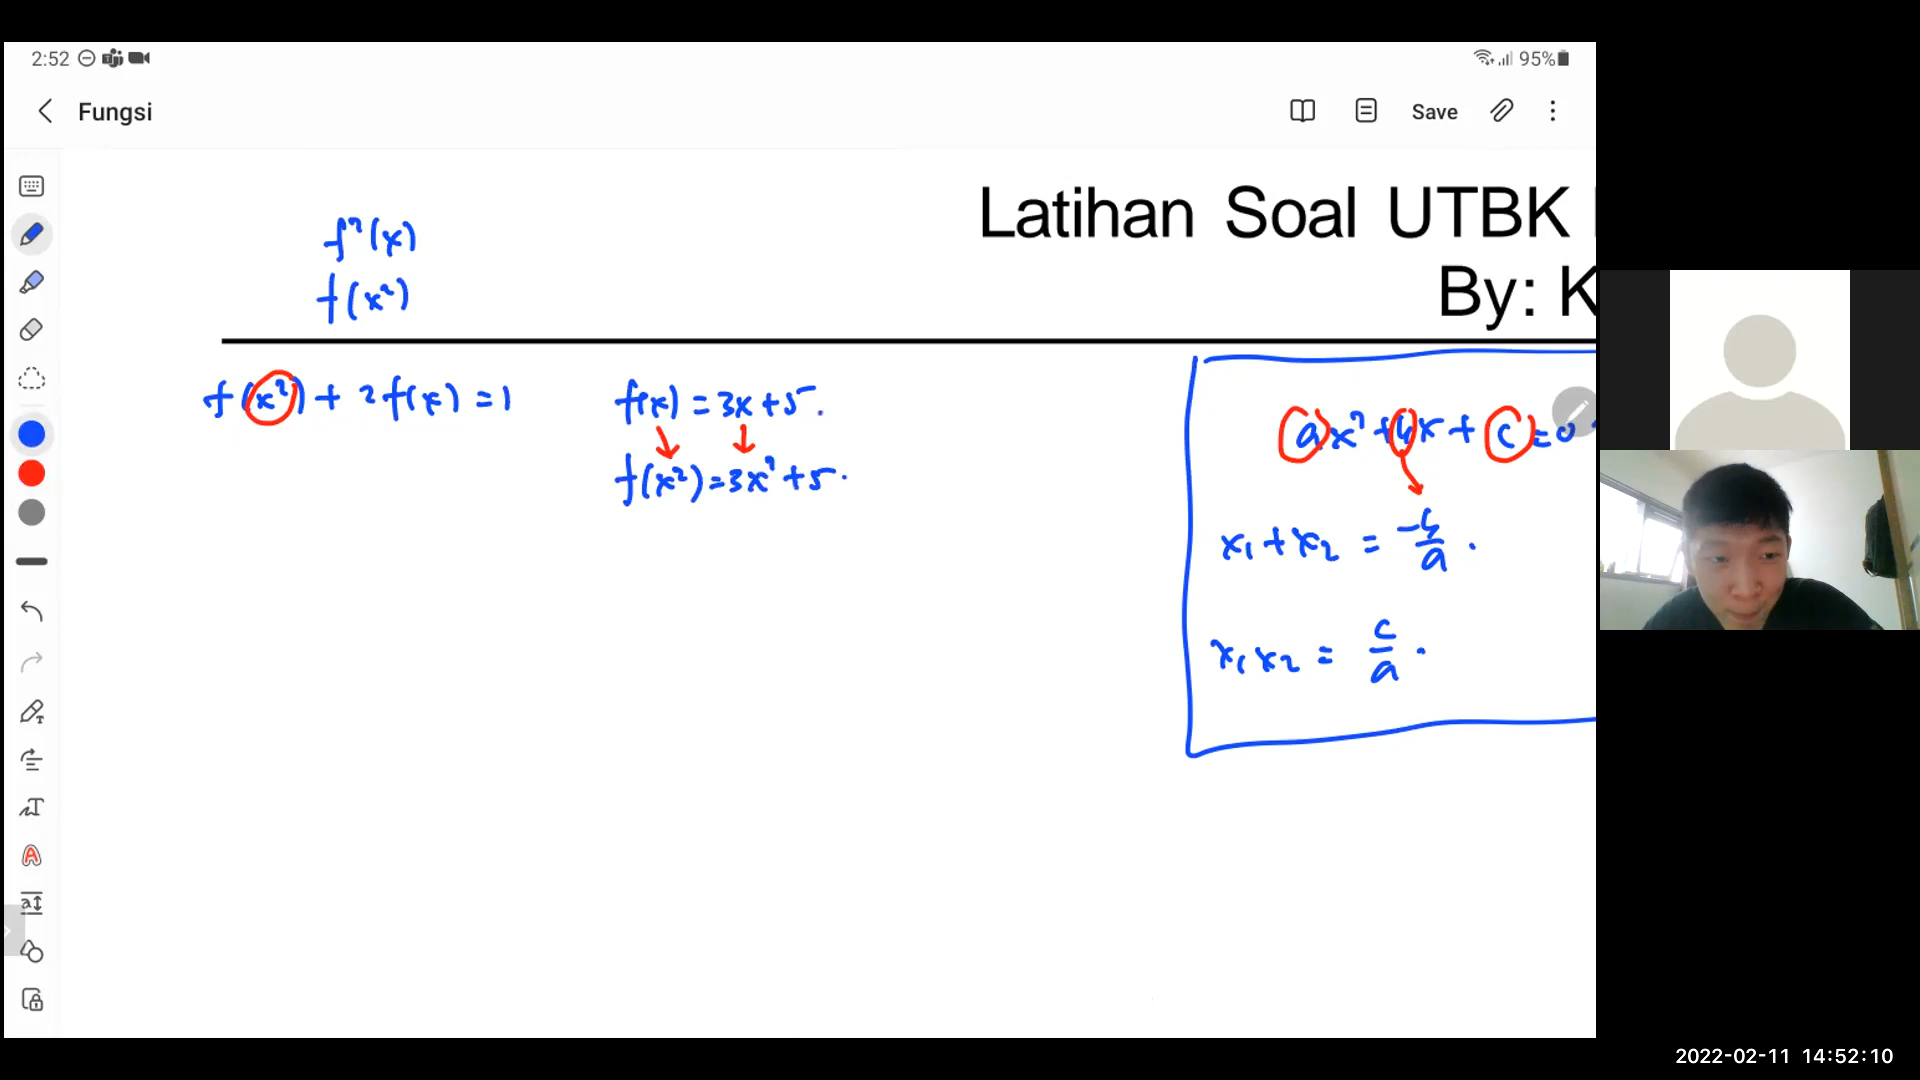 2:52 95%
Fungsi Save
Latihan Soal UTBK
By: K
f²(x)
f(x²)
f(x²) + 2f(x) = 1
f(x) = 3x + 5.
f(x²) = 3x² + 5.
ax² + bx + c = 0
x₁ + x₂ = -b/a.
x₁x₂ = c/a.
2022-02-11 14:52:10